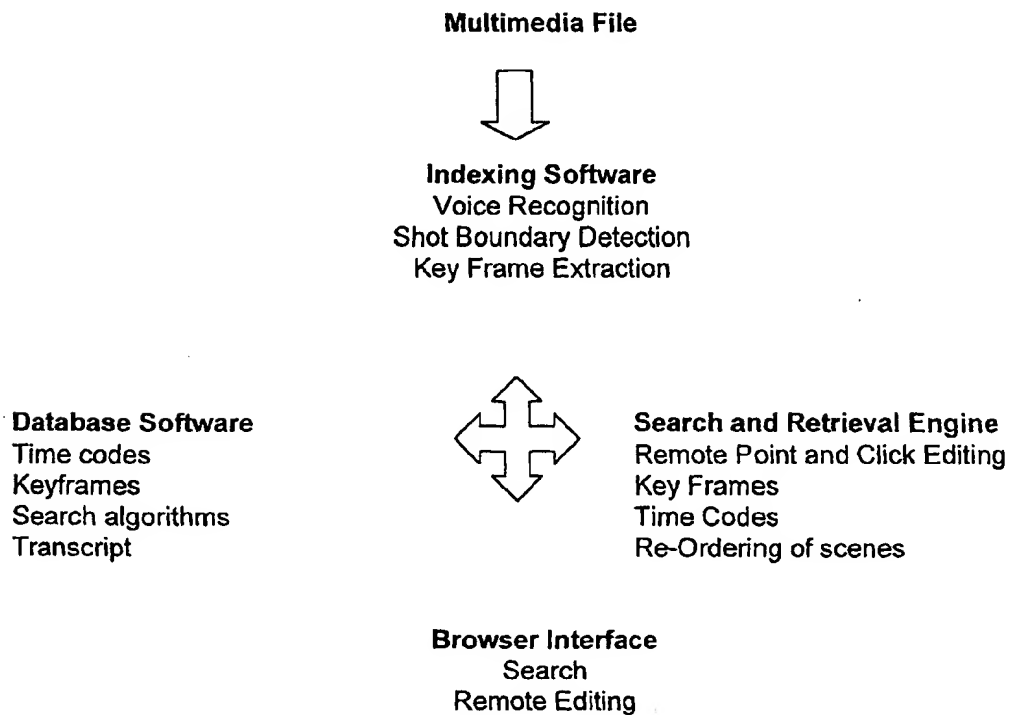 Multimedia File
Indexing Software
Voice Recognition
Shot Boundary Detection
Key Frame Extraction
Database Software
Time codes
Keyframes
Search algorithms
Transcript
Search and Retrieval Engine
Remote Point and Click Editing
Key Frames
Time Codes
Re-Ordering of scenes
Browser Interface
Search
Remote Editing